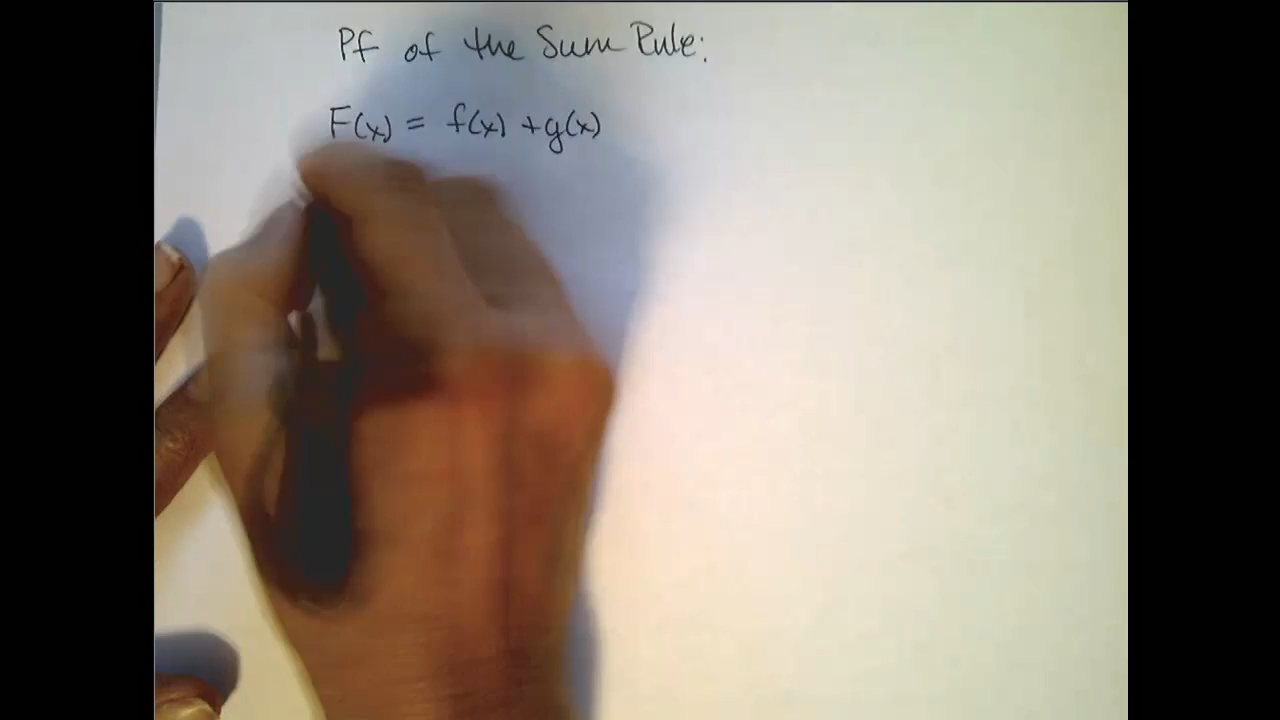 Pf of the Sum Rule:
F(x) = f(x) + g(x)